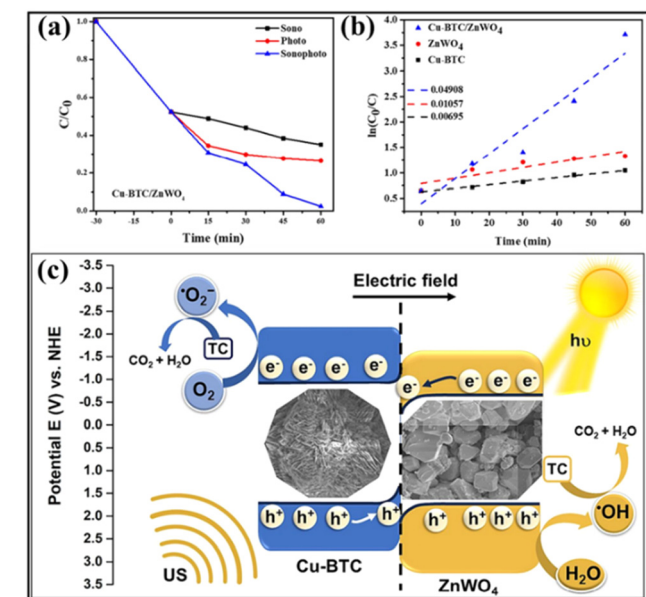 (a)
Sono
Photo
Sonophoto
C/C0
1.0
0.8
0.6
0.4
0.2
0.0
Cu-BTC/ZnWO4
-30
0
15
30
45
60
Time (min)
(b)
Cu-BTC/ZnWO4
ZnWO4
Cu-BTC
0.04908
0.01057
0.00695
ln(C0/C)
4.0
3.5
3.0
2.5
2.0
1.5
1.0
0.5
0
10
20
30
40
50
60
Time (min)
(c)
Potential E (V) vs. NHE
-3.5
-3.0
-2.5
-2.0
-1.5
-1.0
-0.5
0.0
0.5
1.0
1.5
2.0
2.5
3.0
3.5
Electric field
•O2−
TC
CO2 + H2O
O2
e- e- e- e-
e- e- e- e-
hυ
CO2 + H2O
TC
h+ h+ h+ h+
h+ h+ h+ h+
•OH
H2O
US
Cu-BTC
ZnWO4